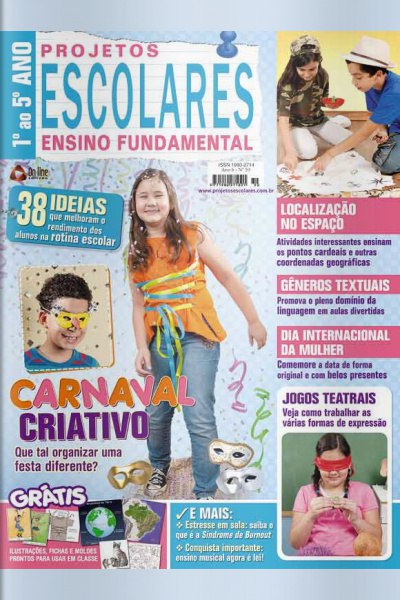 1º ao 5º ANO
PROJETOS
ESCOLARES
ENSINO FUNDAMENTAL
On line
EDITORA
www.projetosescolares.com.br
38 IDEIAS
que melhoram o
rendimento dos
alunos na rotina escolar
CARNAVAL
CRIATIVO
Que tal organizar uma
festa diferente?
LOCALIZAÇÃO
NO ESPAÇO
Atividades interessantes ensinam
os pontos cardeais e outras
coordenadas geográficas
GÊNEROS TEXTUAIS
Promova o pleno domínio da
linguagem em aulas divertidas
DIA INTERNACIONAL
DA MULHER
Comemore a data de forma
original e com belos presentes
JOGOS TEATRAIS
Veja como trabalhar as
várias formas de expressão
GRÁTIS
ILUSTRAÇÕES, FICHAS E MOLDES
PRONTOS PARA USAR EM CLASSE
E MAIS:
Estresse em sala: saiba o
que é a Síndrome de Burnout
Conquista importante:
ensino musical agora é lei!